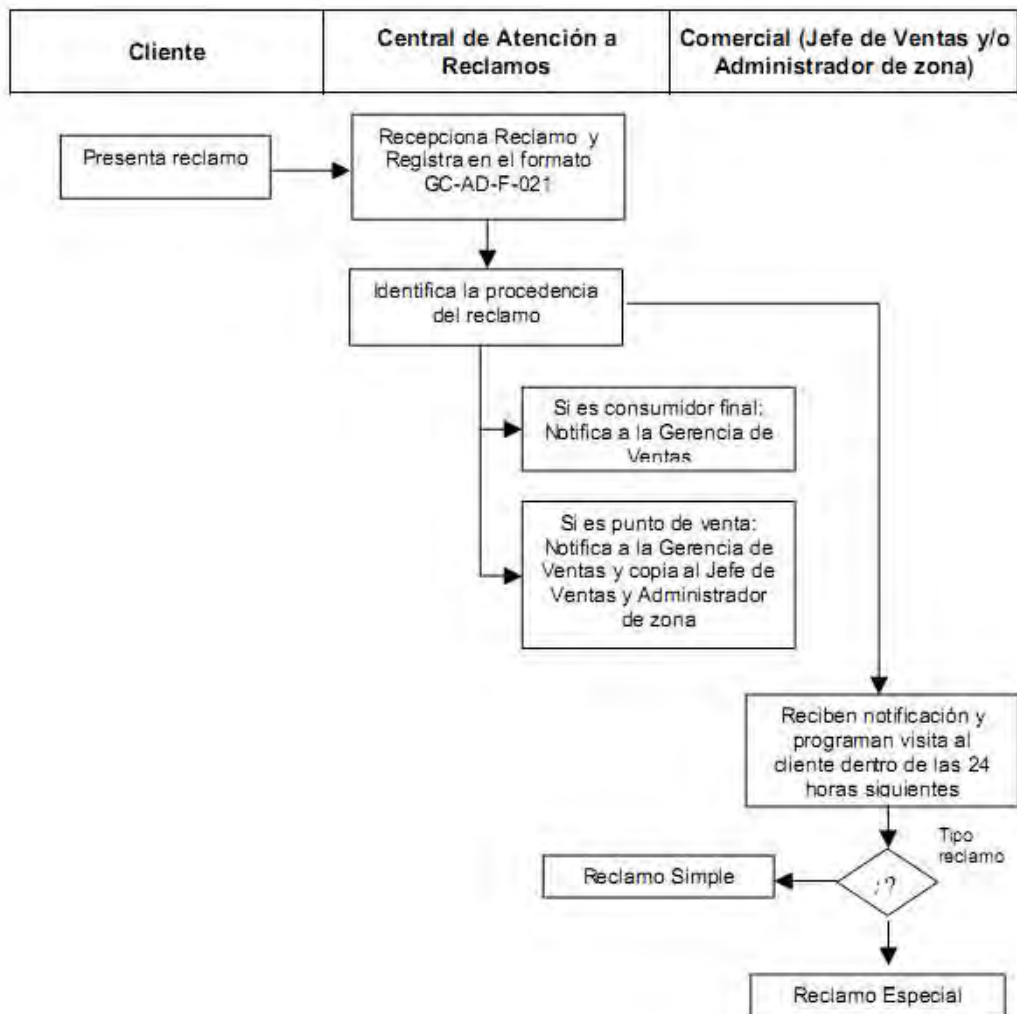 Cliente
Central de Atención a
Reclamos
Comercial (Jefe de Ventas y/o
Administrador de zona)
Presenta reclamo
Recepciona Reclamo y
Registra en el formato
GC-AD-F-021
Identifica la procedencia
del reclamo
Si es consumidor final:
Notifica a la Gerencia de
Ventas
Si es punto de venta:
Notifica a la Gerencia de
Ventas y copia al Jefe de
Ventas y Administrador
de zona
Reciben notificación y
programan visita al
cliente dentro de las 24
horas siguientes
Tipo
reclamo
¿?
Reclamo Simple
Reclamo Especial